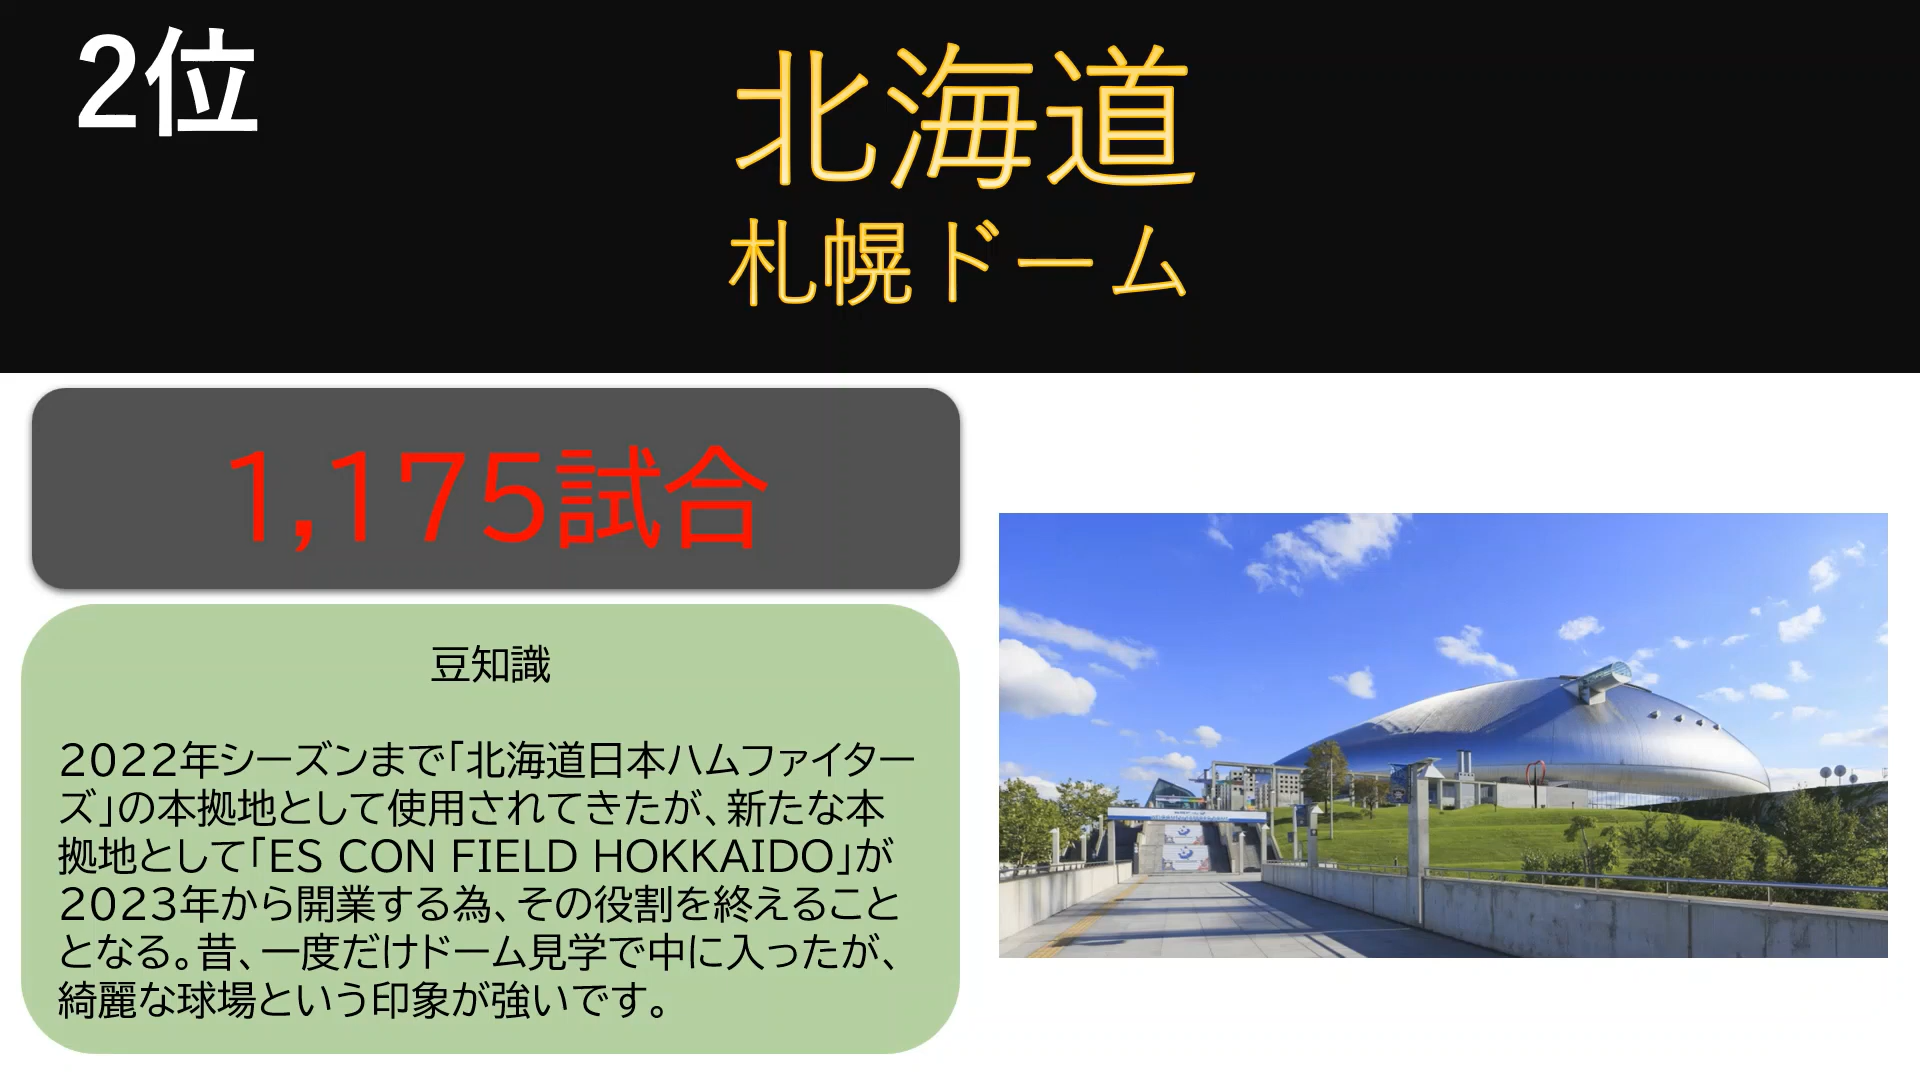 2位
北海道
札幌ドーム
1,175試合
豆知識
2022年シーズンまで｢北海道日本ハムファイター
ズ｣の本拠地として使用されてきたが、新たな本
拠地として｢ES CON FIELD HOKKAIDO｣が
2023年から開業する為、その役割を終えること
となる。昔、一度だけドーム見学で中に入ったが、
綺麗な球場という印象が強いです。